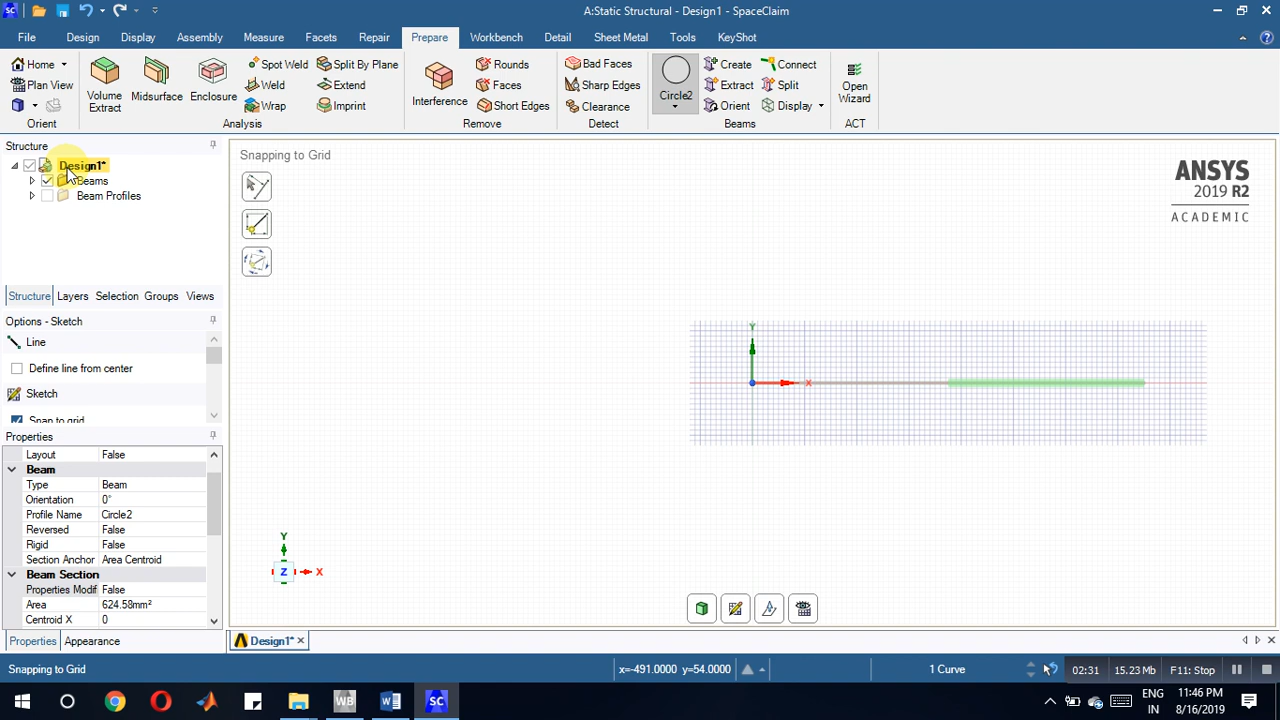 SC
A:Static Structural - Design1* - SpaceClaim
File Design Display Assembly Measure Facets Repair Prepare Workbench Detail Sheet Metal Tools KeyShot
Home
Plan View
Orient
Volume
Extract
Midsurface
Enclosure
Spot Weld
Weld
Wrap
Split By Plane
Extend
Imprint
Analysis
Interference
Rounds
Faces
Short Edges
Remove
Bad Faces
Sharp Edges
Clearance
Detect
Circle2
Create
Extract
Orient
Connect
Split
Display
Beams
Open
Wizard
ACT
Structure
Design1*
Beams
Beam Profiles
Structure Layers Selection Groups Views
Options - Sketch
Line
Define line from center
Sketch
Snap to grid
Properties
Layout False
Beam
Type Beam
Orientation 0°
Profile Name Circle2
Reversed False
Rigid False
Section Anchor Area Centroid
Beam Section
Properties Modif False
Area 624.58mm²
Centroid X 0
Properties Appearance
Snapping to Grid
ANSYS
2019 R2
ACADEMIC
Y
X
Y
Z X
Design1*
Snapping to Grid
x=-491.0000 y=54.0000
1 Curve
02:31 15.23 Mb F11: Stop
WB
W
SC
ENG
IN
11:46 PM
8/16/2019